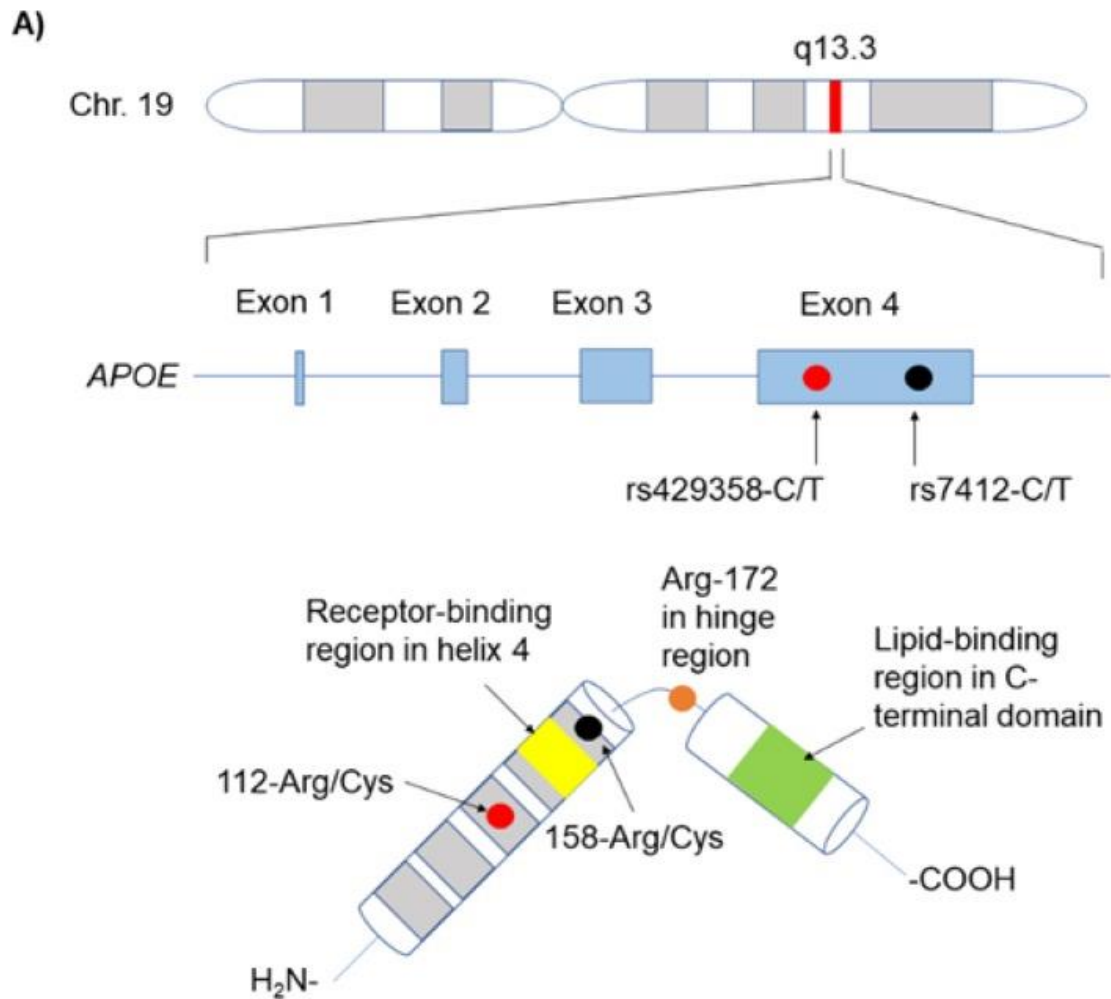 A)
q13.3
Chr. 19
Exon 1 Exon 2 Exon 3 Exon 4
APOE
rs429358-C/T rs7412-C/T
Receptor-binding
region in helix 4
Arg-172
in hinge
region
Lipid-binding
region in C-
terminal domain
112-Arg/Cys
158-Arg/Cys
-COOH
H₂N-